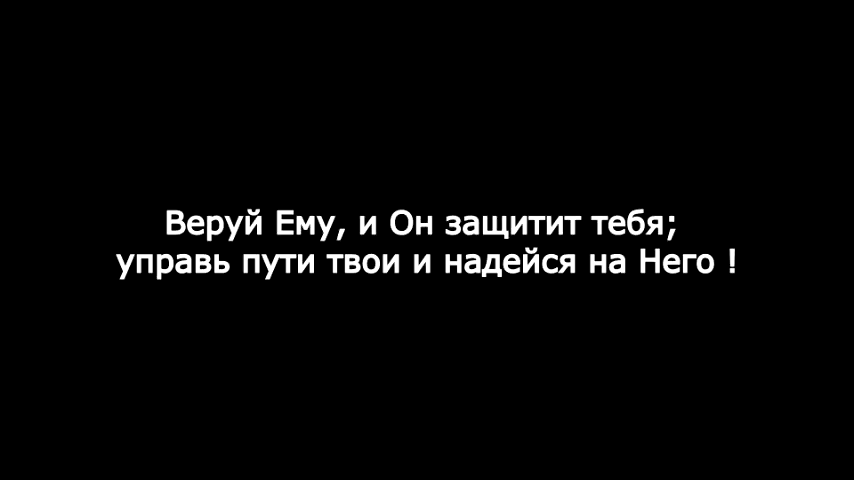 Веруй Ему, и Он защитит тебя;
управь пути твои и надейся на Него !